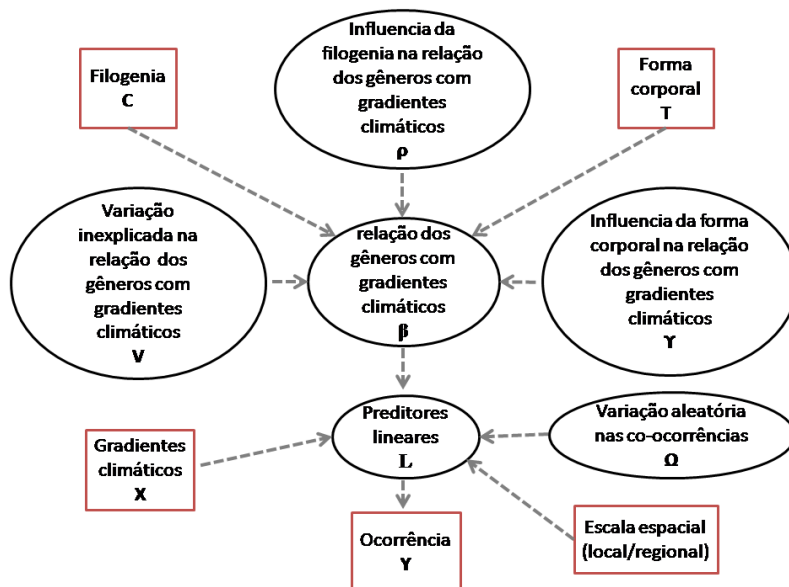 Influencia da
filogenia na relação
dos gêneros com
gradientes
climáticos
ρ
Filogenia
C
Forma
corporal
T
Variação
inexplicada na
relação dos
gêneros com
gradientes
climáticos
V
relação dos
gêneros com
gradientes
climáticos
β
Influencia da forma
corporal na relação
dos gêneros com
gradientes
climáticos
ϒ
Preditores
lineares
L
Variação aleatória
nas co-ocorrências
Ω
Gradientes
climáticos
X
Ocorrência
Y
Escala espacial
(local/regional)